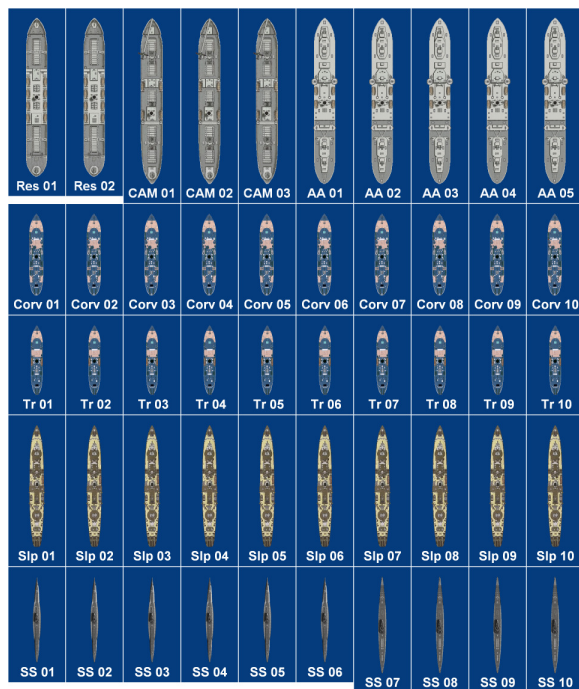 Res 01 Res 02 CAM 01 CAM 02 CAM 03 AA 01 AA 02 AA 03 AA 04 AA 05
Corv 01 Corv 02 Corv 03 Corv 04 Corv 05 Corv 06 Corv 07 Corv 08 Corv 09 Corv 10
Tr 01 Tr 02 Tr 03 Tr 04 Tr 05 Tr 06 Tr 07 Tr 08 Tr 09 Tr 10
Slp 01 Slp 02 Slp 03 Slp 04 Slp 05 Slp 06 Slp 07 Slp 08 Slp 09 Slp 10
SS 01 SS 02 SS 03 SS 04 SS 05 SS 06 SS 07 SS 08 SS 09 SS 10